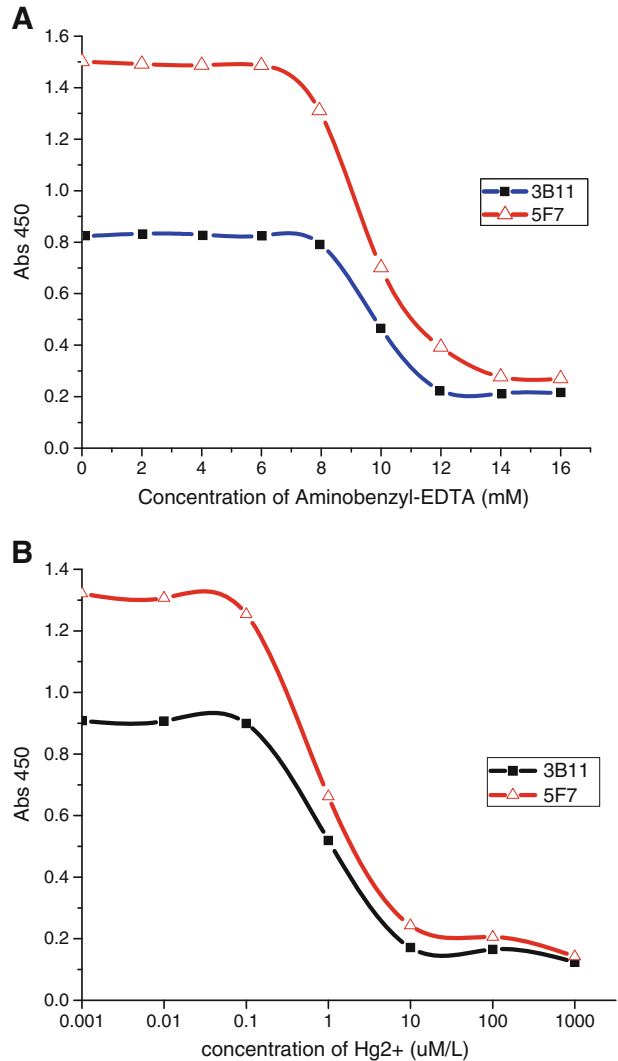 A
1.6
1.4
1.2
1.0
0.8
0.6
0.4
0.2
0.0
Abs 450
3B11
5F7
0 2 4 6 8 10 12 14 16
Concentration of Aminobenzyl-EDTA (mM)
B
1.4
1.2
1.0
0.8
0.6
0.4
0.2
0.0
Abs 450
3B11
5F7
0.001 0.01 0.1 1 10 100 1000
concentration of Hg2+ (uM/L)